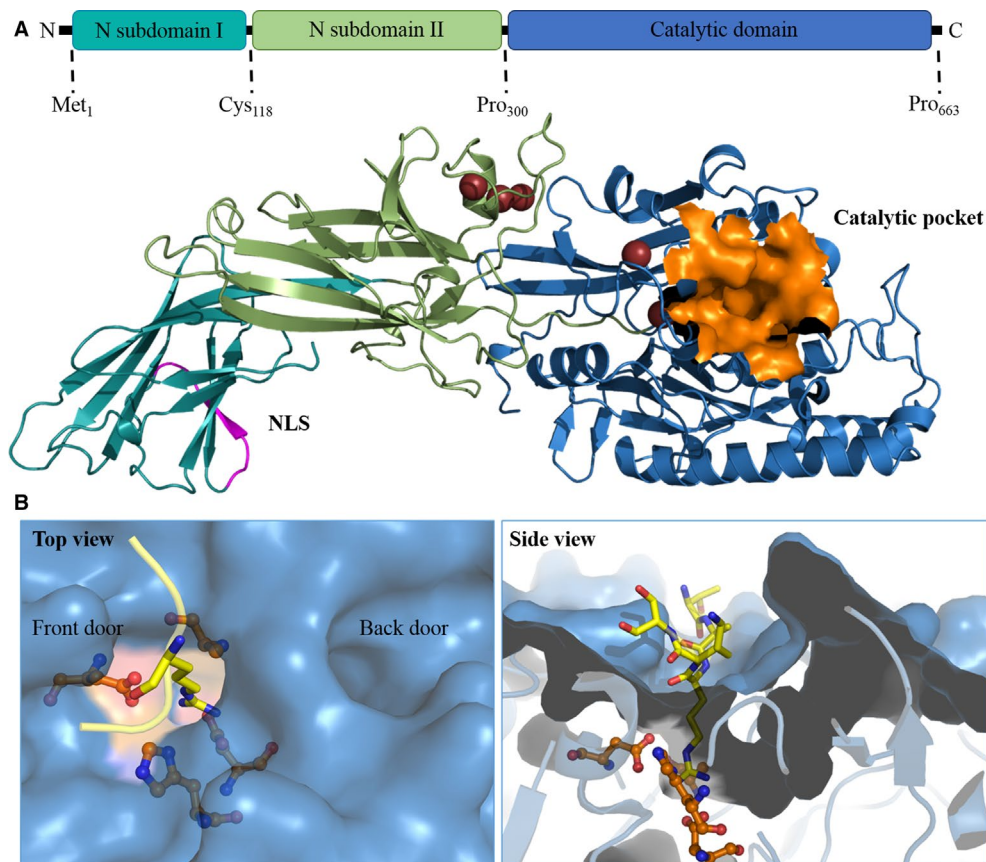 A
N
N subdomain I
N subdomain II
Catalytic domain
C
Met1
Cys118
Pro300
Pro663
Catalytic pocket
NLS
B
Top view
Front door
Back door
Side view